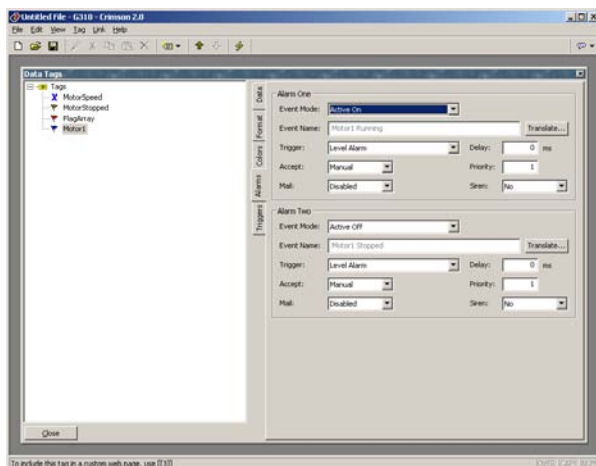 Untitled File - G310 - Crimson 2.0
File Edit View Tag Link Help
Data Tags
Tags
MotorSpeed
MotorStopped
FlagArray
Motor1
Data
Format
Colors
Alarms
Triggers
Alarm One
Event Mode: Active On
Event Name: Motor1 Running Translate...
Trigger: Level Alarm Delay: 0 ms
Accept: Manual Priority: 1
Mail: Disabled Siren: No
Alarm Two
Event Mode: Active Off
Event Name: Motor1 Stopped Translate...
Trigger: Level Alarm Delay: 0 ms
Accept: Manual Priority: 1
Mail: Disabled Siren: No
Close
To include this tag in a custom web page, use [[3]]